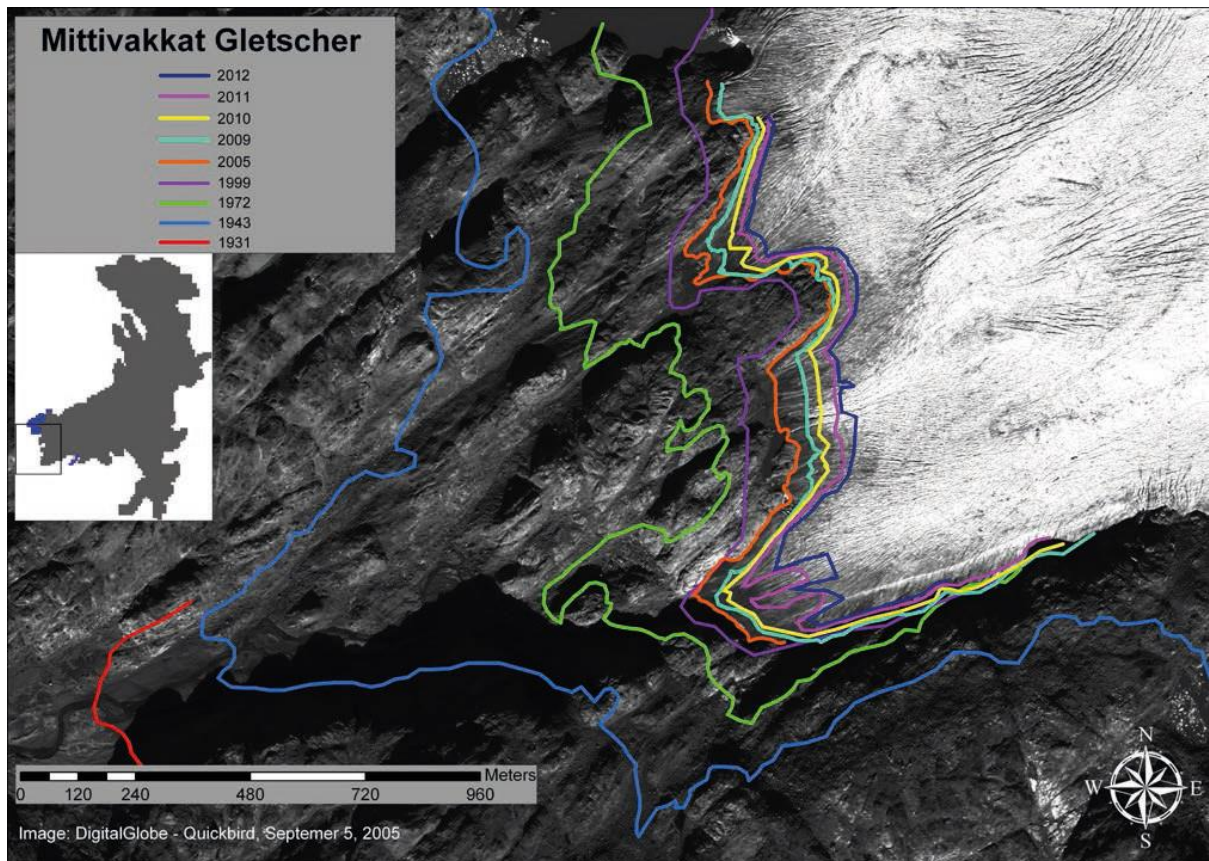 Mittivakkat Gletscher
2012
2011
2010
2009
2005
1999
1972
1943
1931
N
W E
S
Meters
0 120 240 480 720 960
Image: DigitalGlobe - Quickbird, Septemer 5, 2005